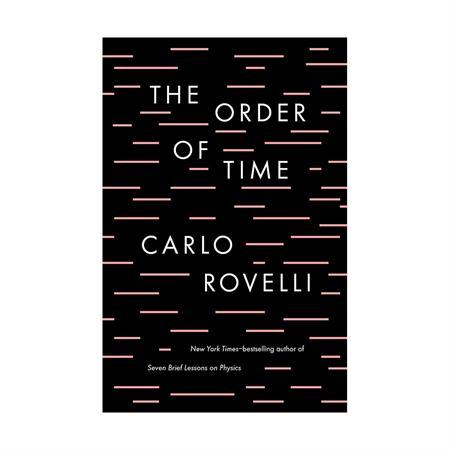 THE
ORDER
OF
TIME
CARLO
ROVELLI
New York Times–bestselling author of
Seven Brief Lessons on Physics